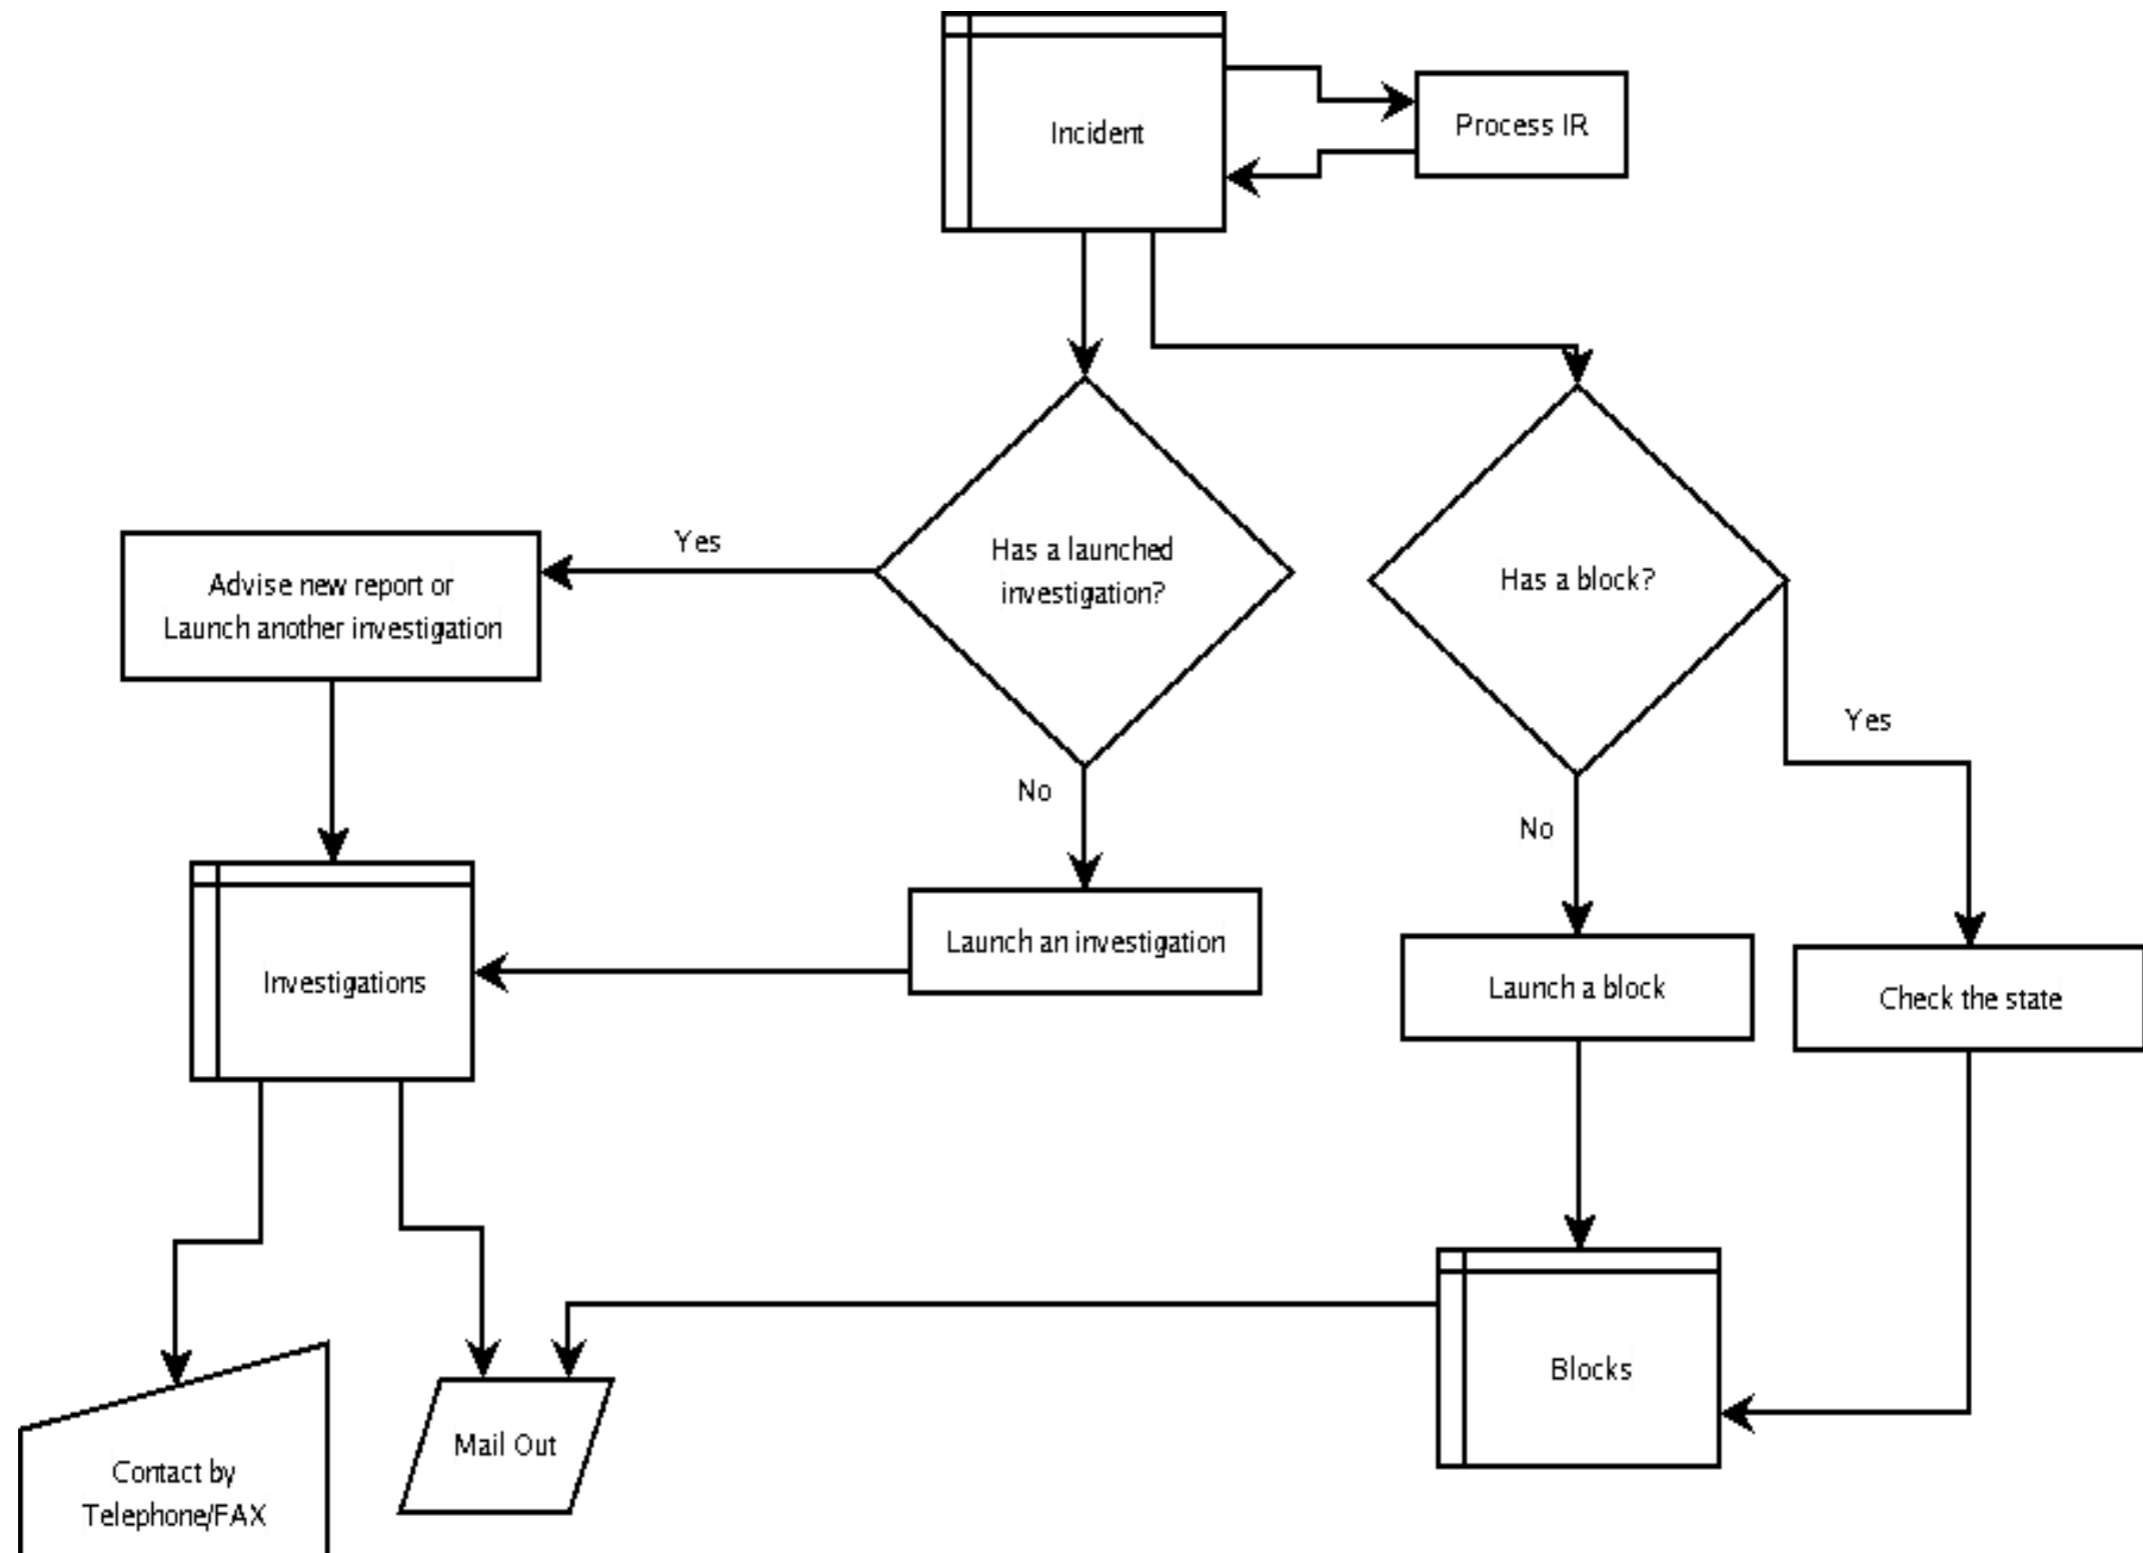 Incident
Process IR
Has a launched
investigation?
Has a block?
Yes
Advise new report or
Launch another investigation
Yes
No
No
Launch an investigation
Investigations
Launch a block
Check the state
Blocks
Mail Out
Contact by
Telephone/FAX